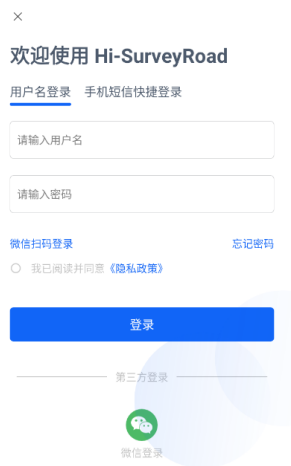 欢迎使用 Hi-SurveyRoad
用户名登录 手机短信快捷登录
请输入用户名
请输入密码
微信扫码登录 忘记密码
我已阅读并同意《隐私政策》
登录
第三方登录
微信登录